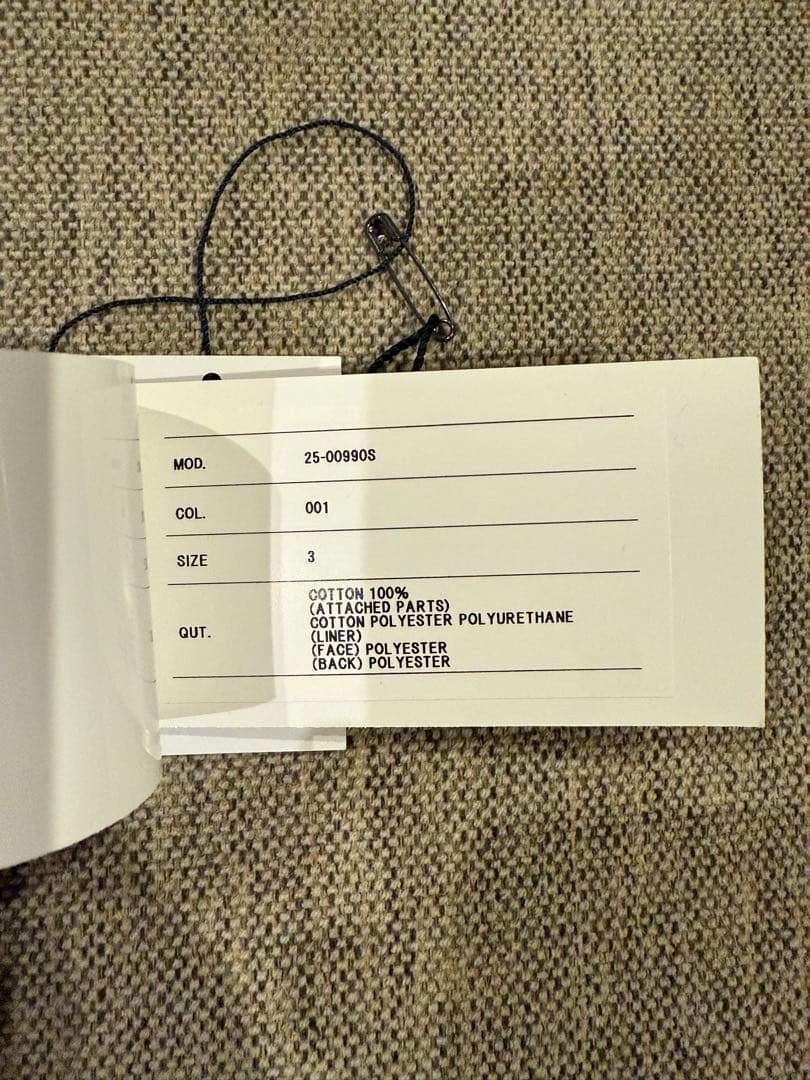 MOD. 25-00990S
COL. 001
SIZE 3
QUT. COTTON 100%
(ATTACHED PARTS)
COTTON POLYESTER POLYURETHANE
(LINER)
(FACE) POLYESTER
(BACK) POLYESTER